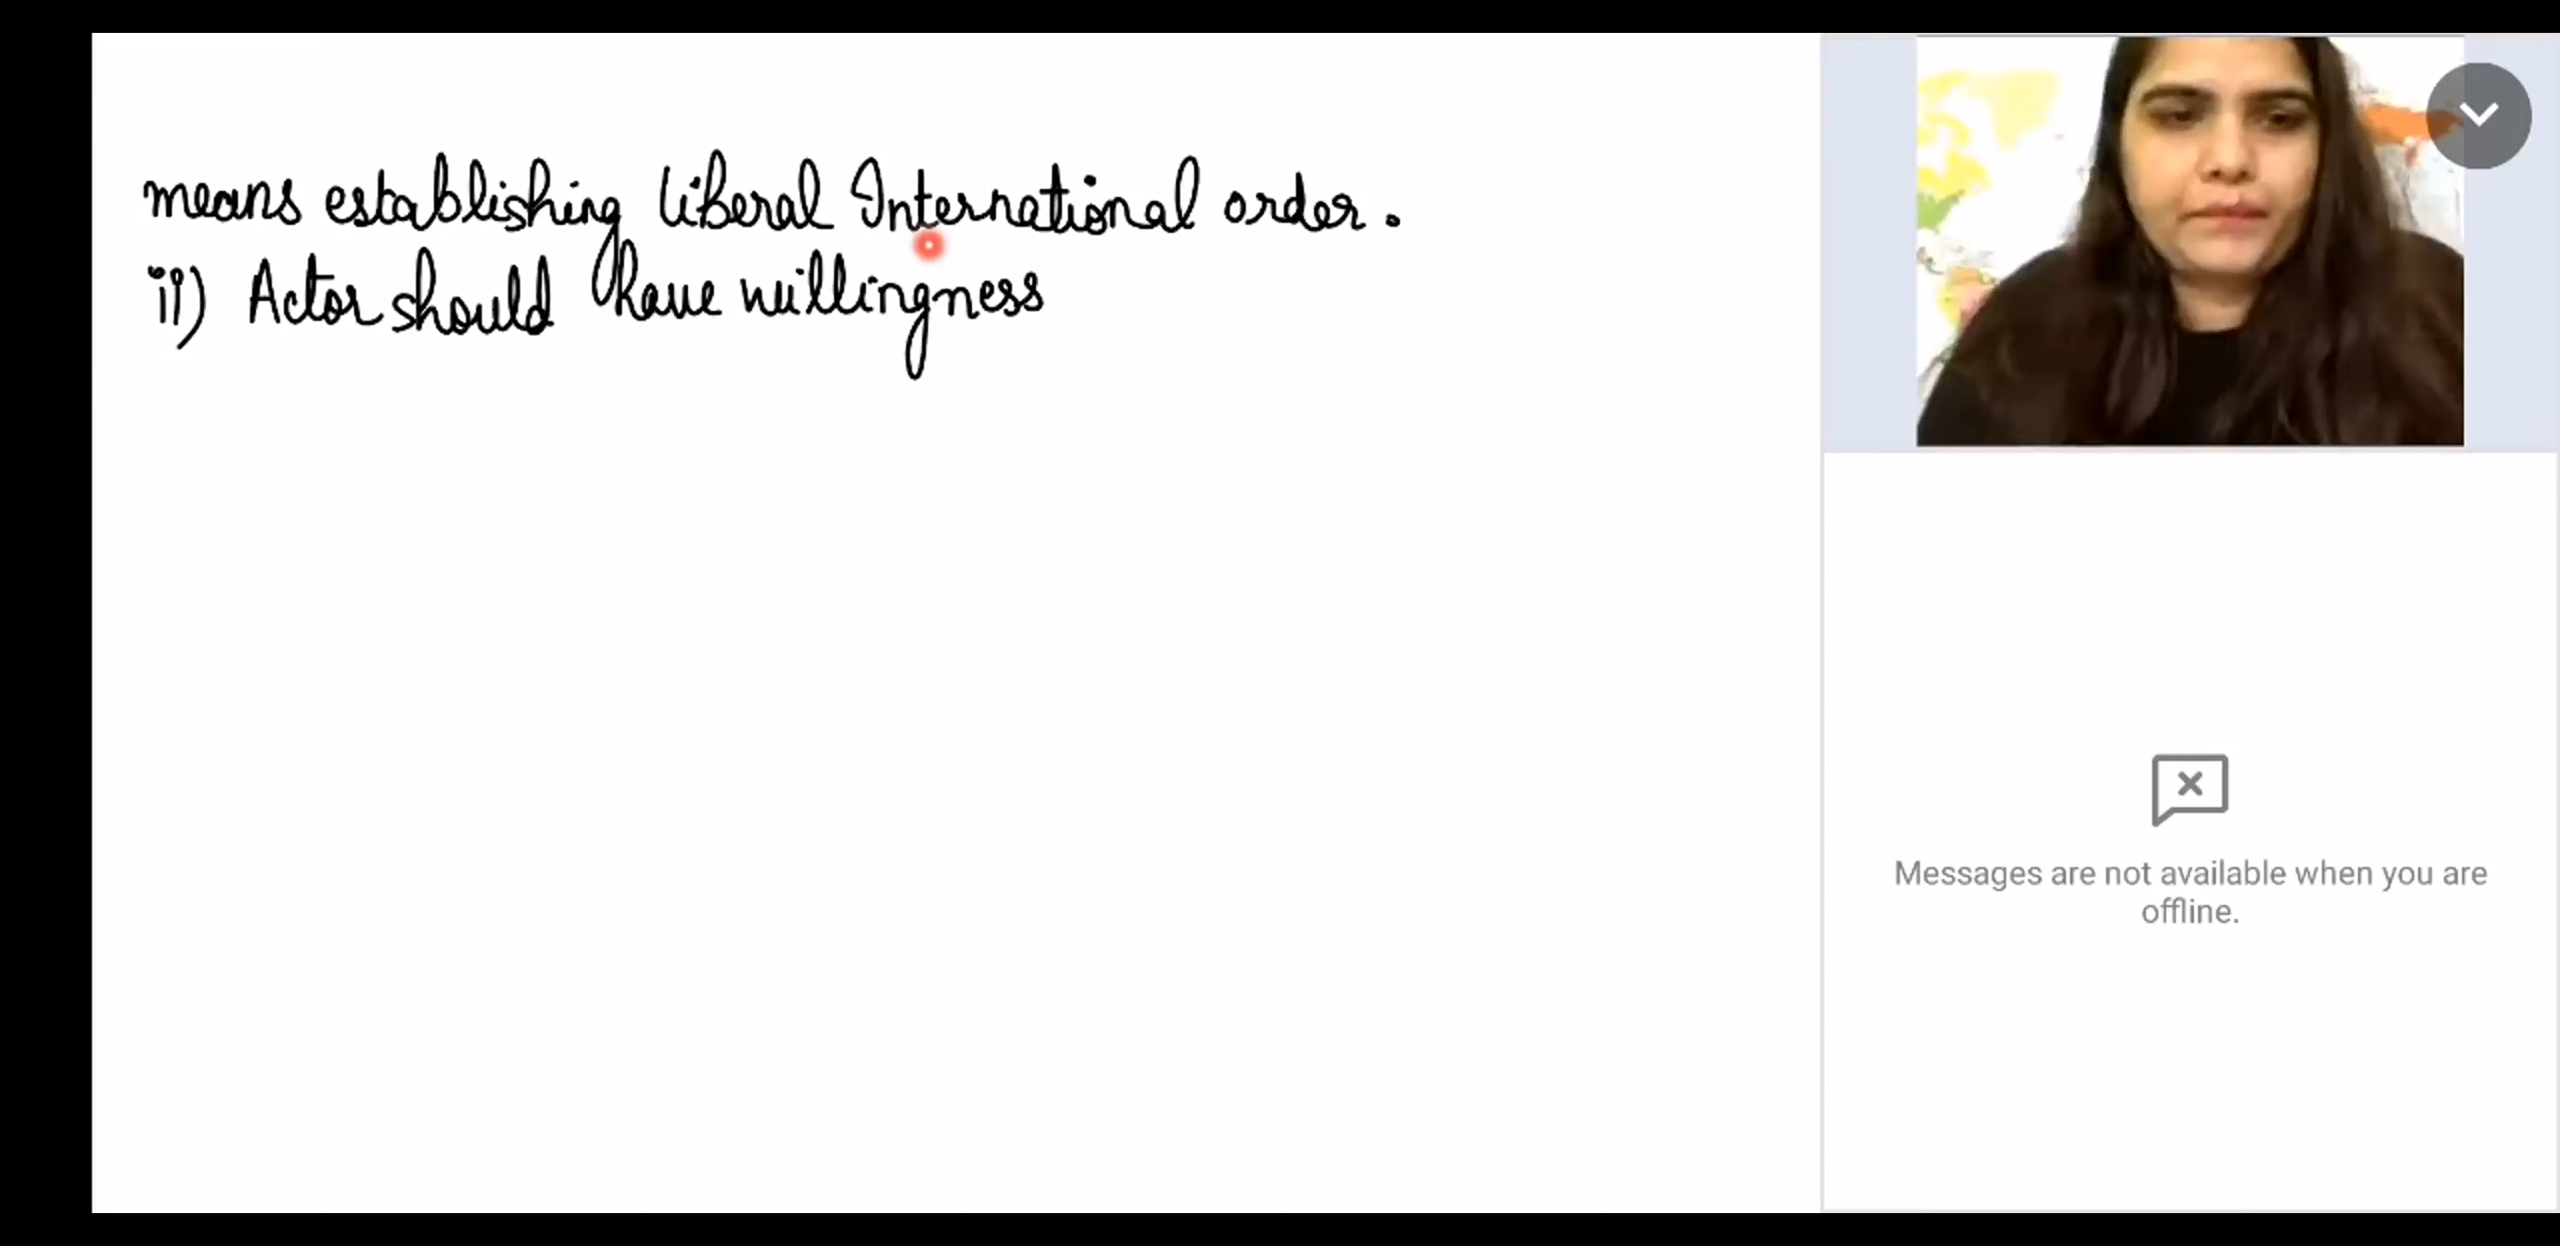 means establishing liberal International order.
ii) Actor should have willingness
Messages are not available when you are
offline.